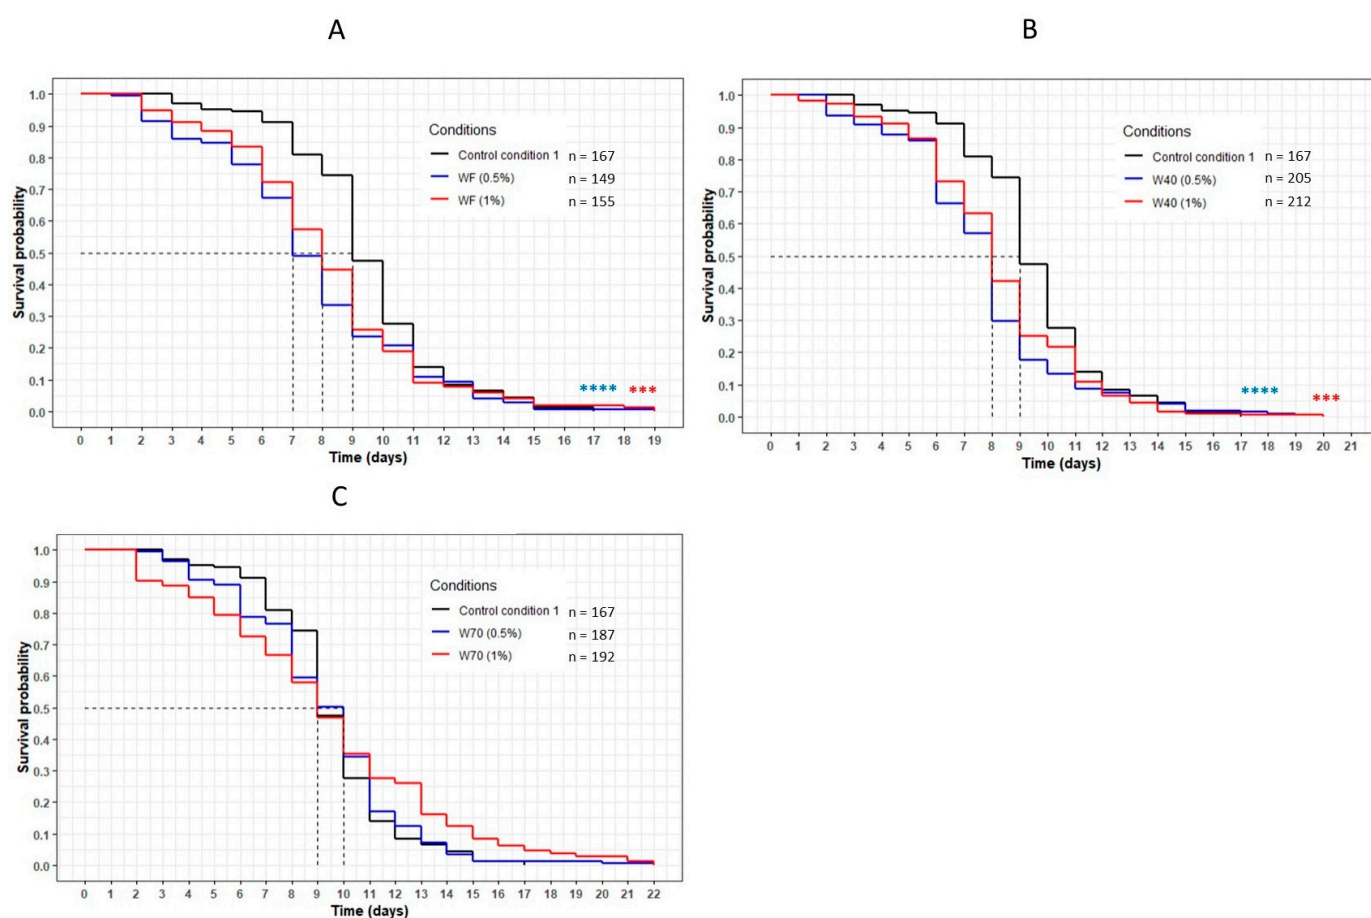 A
Survival probability
1.0
0.9
0.8
0.7
0.6
0.5
0.4
0.3
0.2
0.1
0.0
Conditions
Control condition 1 n = 167
WF (0.5%) n = 149
WF (1%) n = 155
**** ***
0 1 2 3 4 5 6 7 8 9 10 11 12 13 14 15 16 17 18 19
Time (days)
B
Survival probability
1.0
0.9
0.8
0.7
0.6
0.5
0.4
0.3
0.2
0.1
0.0
Conditions
Control condition 1 n = 167
W40 (0.5%) n = 205
W40 (1%) n = 212
****
***
0 1 2 3 4 5 6 7 8 9 10 11 12 13 14 15 16 17 18 19 20 21
Time (days)
C
Survival probability
1.0
0.9
0.8
0.7
0.6
0.5
0.4
0.3
0.2
0.1
0.0
Conditions
Control condition 1 n = 167
W70 (0.5%) n = 187
W70 (1%) n = 192
0 1 2 3 4 5 6 7 8 9 10 11 12 13 14 15 16 17 18 19 20 21 22
Time (days)